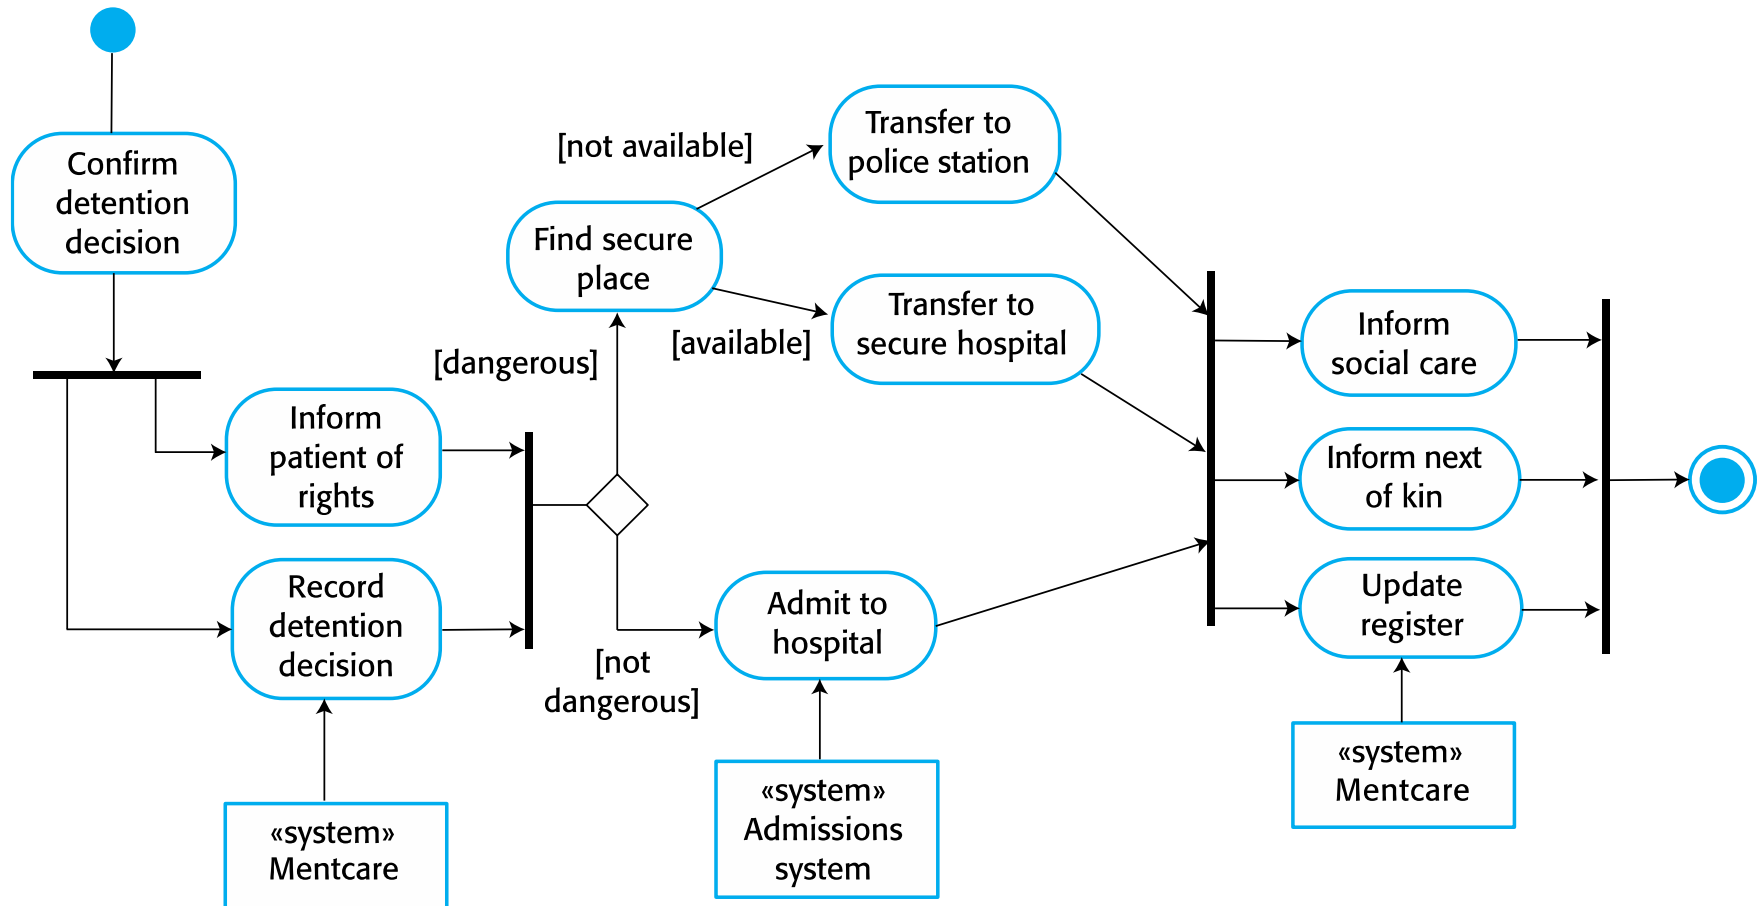 Confirm
detention
decision
Inform
patient of
rights
Record
detention
decision
«system»
Mentcare
[dangerous]
[not
dangerous]
Find secure
place
[not available]
[available]
Transfer to
police station
Transfer to
secure hospital
Admit to
hospital
«system»
Admissions
system
Inform
social care
Inform next
of kin
Update
register
«system»
Mentcare